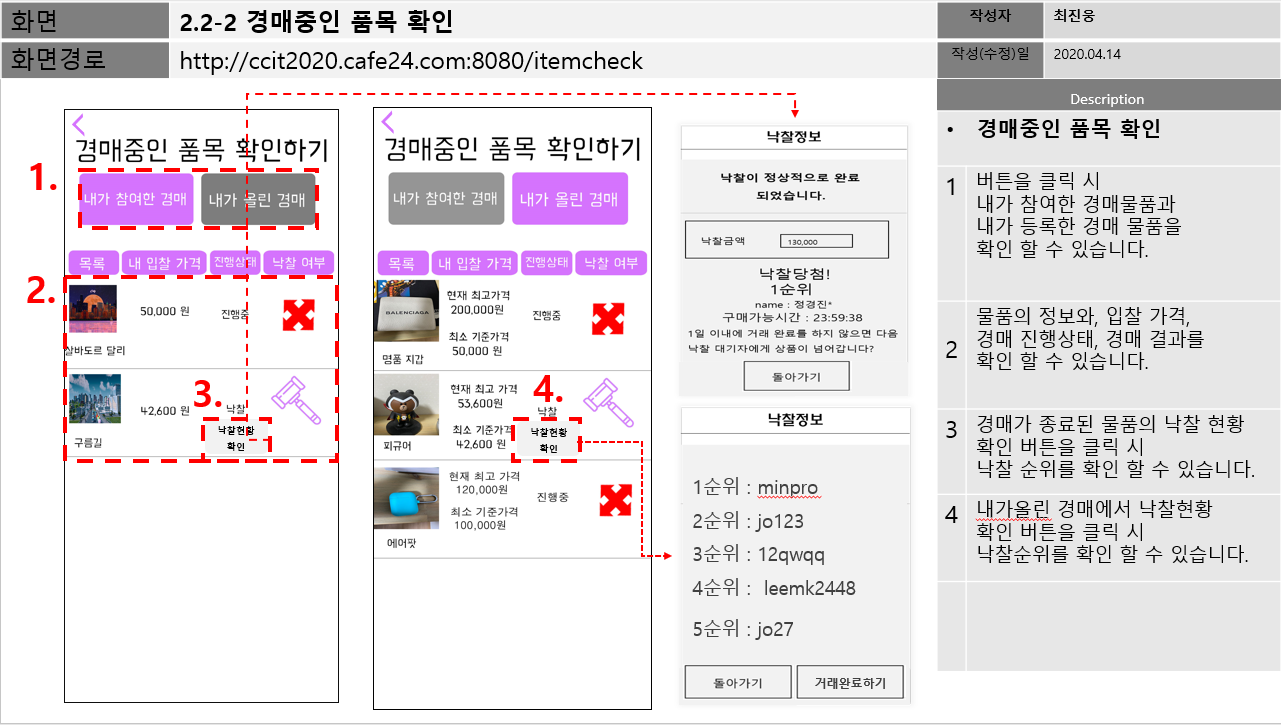 화면
2.2-2 경매중인 품목 확인
작성자
최진웅
화면경로
http://ccit2020.cafe24.com:8080/itemcheck
작성(수정)일
2020.04.14
경매중인 품목 확인하기
1.
내가 참여한 경매
내가 올린 경매
목록
내 입찰 가격
진행상태
낙찰 여부
2.
50,000 원
진행중
살바도르 달리
3.
42,600 원
낙찰
낙찰현황
확인
구름길
경매중인 품목 확인하기
내가 참여한 경매
내가 올린 경매
목록
내 입찰 가격
진행상태
낙찰 여부
BALENCIAGA
현재 최고가격
200,000원
진행중
최소 기준가격
50,000 원
명품 지갑
4.
현재 최고 가격
53,600원
낙찰
최소 기준가격
42,600 원
낙찰현황
확인
피규어
현재 최고 가격
120,000원
진행중
최소 기준가격
100,000원
에어팟
낙찰정보
낙찰이 정상적으로 완료
되었습니다.
낙찰금액
130,000
낙찰당첨!
1순위
name : 정경진*
구매가능시간 : 23:59:38
1일 이내에 거래 완료를 하지 않으면 다음
낙찰 대기자에게 상품이 넘어갑니다?
돌아가기
낙찰정보
1순위 : minpro
2순위 : jo123
3순위 : 12qwqq
4순위 : leemk2448
5순위 : jo27
돌아가기
거래완료하기
Description
• 경매중인 품목 확인
1
버튼을 클릭 시
내가 참여한 경매물품과
내가 등록한 경매 물품을
확인 할 수 있습니다.
2
물품의 정보와, 입찰 가격,
경매 진행상태, 경매 결과를
확인 할 수 있습니다.
3
경매가 종료된 물품의 낙찰 현황
확인 버튼을 클릭 시
낙찰 순위를 확인 할 수 있습니다.
4
내가올린 경매에서 낙찰현황
확인 버튼을 클릭 시
낙찰순위를 확인 할 수 있습니다.